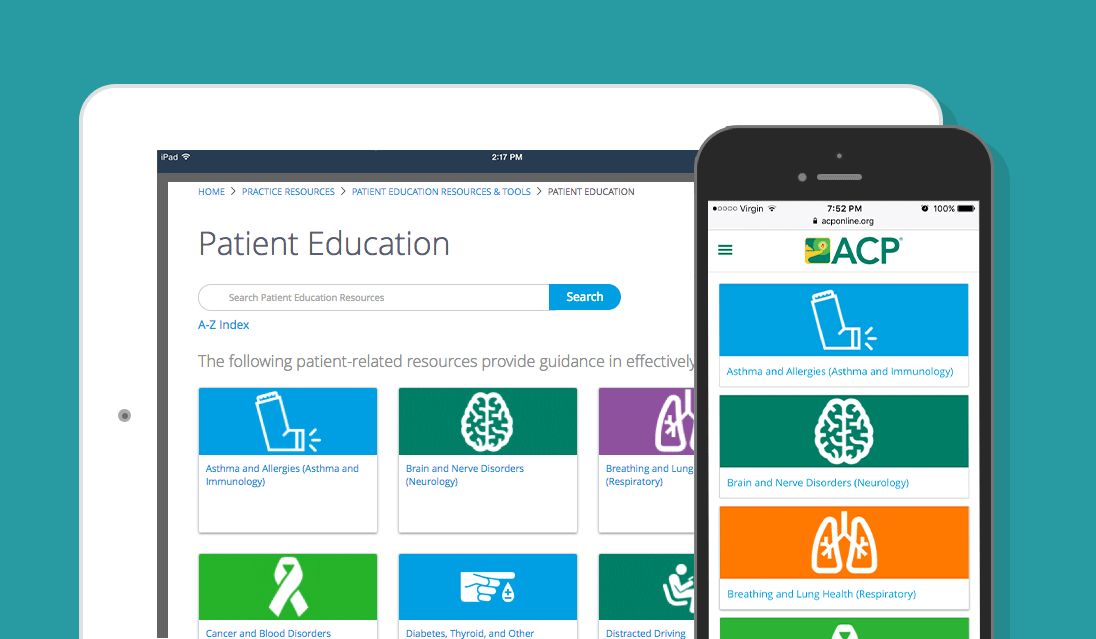 iPad
2:17 PM
HOME > PRACTICE RESOURCES > PATIENT EDUCATION RESOURCES & TOOLS > PATIENT EDUCATION
Patient Education
Search Patient Education Resources
Search
A-Z Index
The following patient-related resources provide guidance in effectively
Asthma and Allergies (Asthma and
Immunology)
Brain and Nerve Disorders
(Neurology)
Breathing and Lung
(Respiratory)
Cancer and Blood Disorders
Diabetes, Thyroid, and Other
Distracted Driving
Virgin
7:52 PM
100%
acponline.org
ACP®
Asthma and Allergies (Asthma and Immunology)
Brain and Nerve Disorders (Neurology)
Breathing and Lung Health (Respiratory)